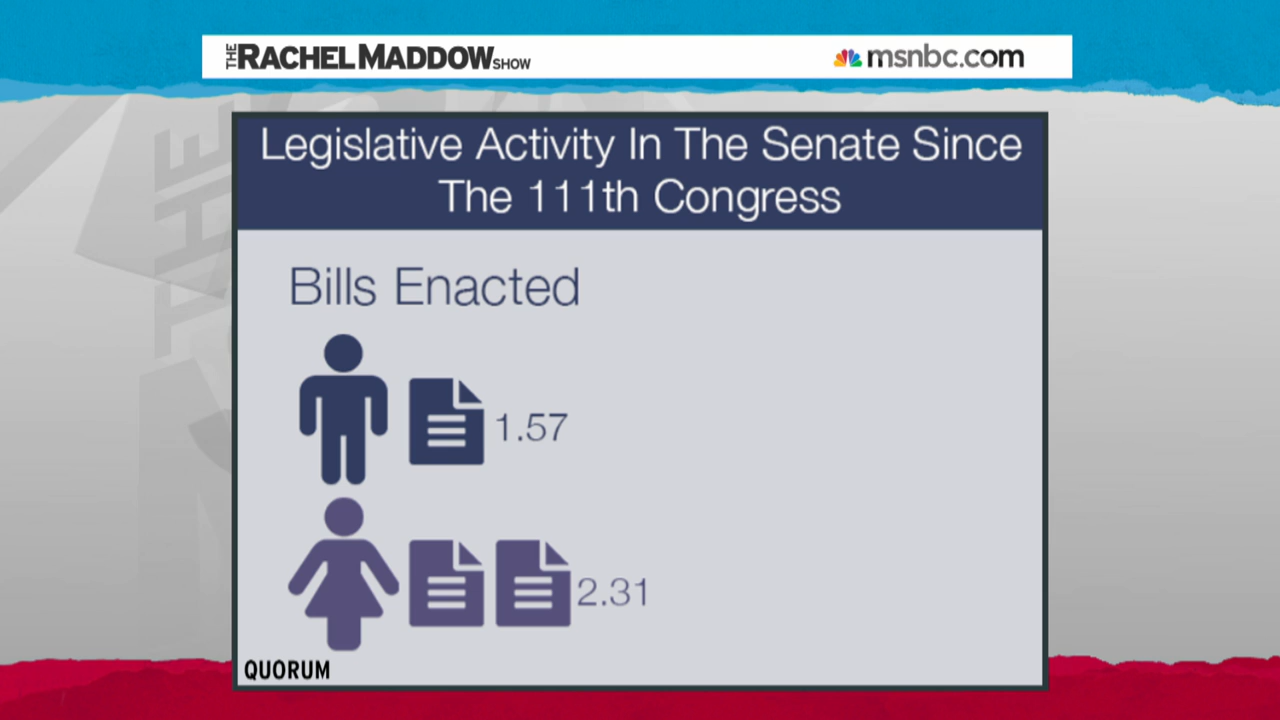 THE RACHEL MADDOW SHOW
msnbc.com
Legislative Activity In The Senate Since
The 111th Congress
Bills Enacted
1.57
2.31
QUORUM
THE